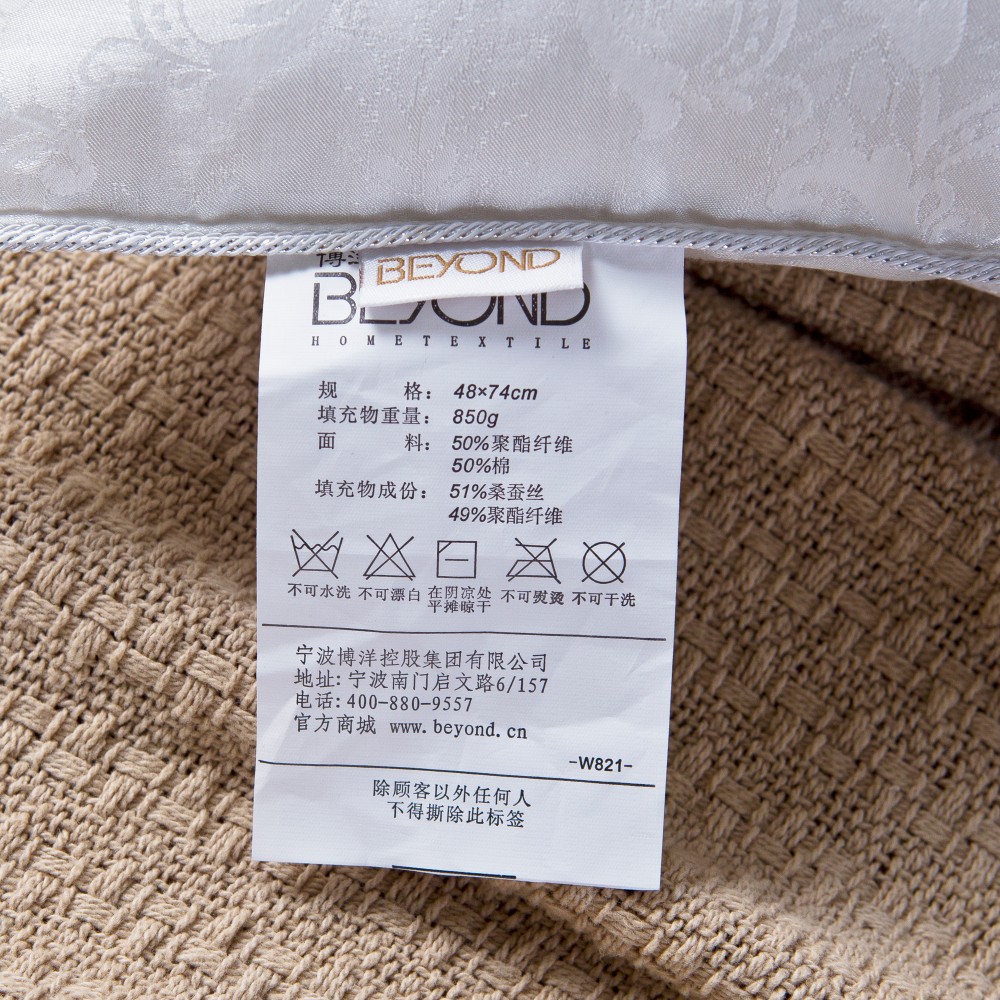 BEYOND
博
BEYOND
HOMETEXTILE
规 格：48×74cm
填充物重量：850g
面 料：50%聚酯纤维
50%棉
填充物成份：51%桑蚕丝
49%聚酯纤维
不可水洗 不可漂白 在阴凉处平摊晾干 不可熨烫 不可干洗
宁波博洋控股集团有限公司
地址:宁波南门启文路6/157
电话:400-880-9557
官方商城 www.beyond.cn
-W821-
除顾客以外任何人
不得撕除此标签